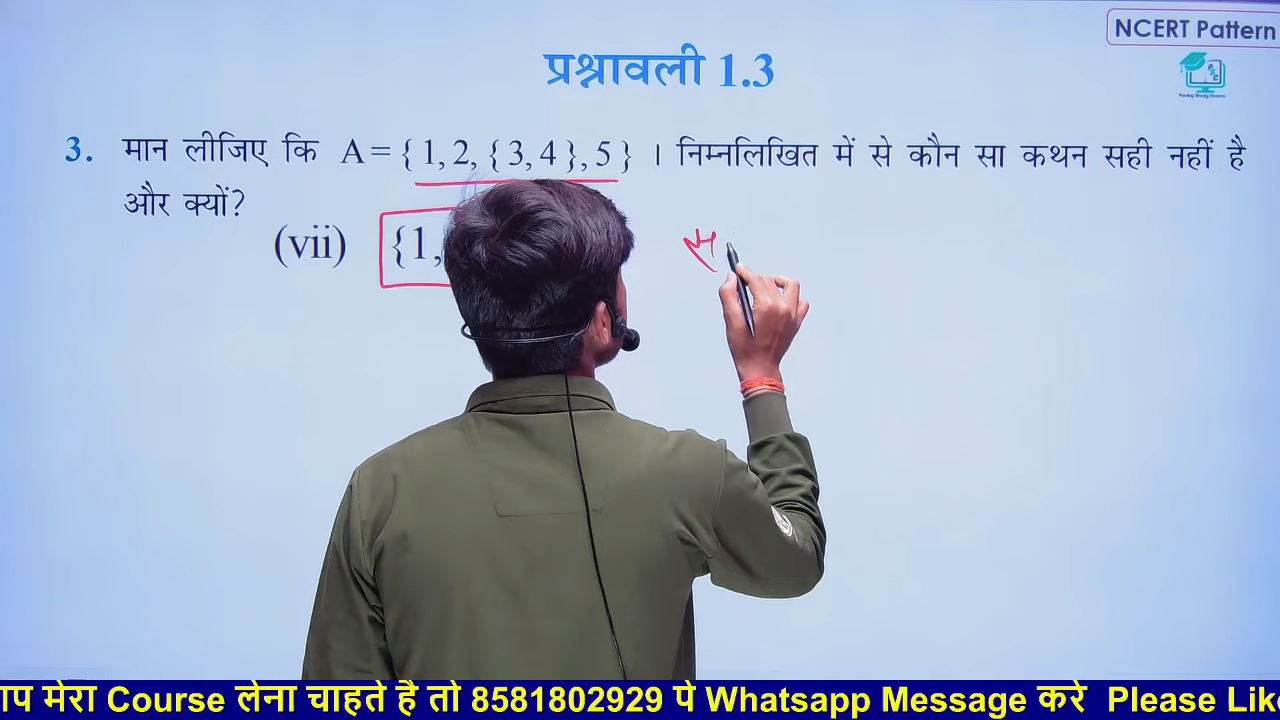 NCERT Pattern
प्रश्नावली 1.3
3. मान लीजिए कि A = { 1, 2, { 3, 4 }, 5 } । निम्नलिखित में से कौन सा कथन सही नहीं है
और क्यों?
(vii) {1,
स
ाप मेरा Course लेना चाहते है तो 8581802929 पे Whatsapp Message करे Please Lik